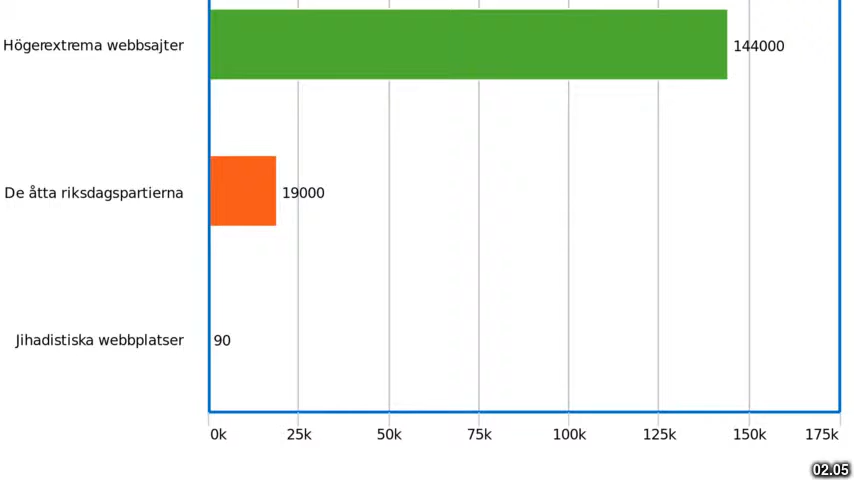 Högerextrema webbsajter 144000
De åtta riksdagspartierna 19000
Jihadistiska webbplatser 90
0k 25k 50k 75k 100k 125k 150k 175k
02.05